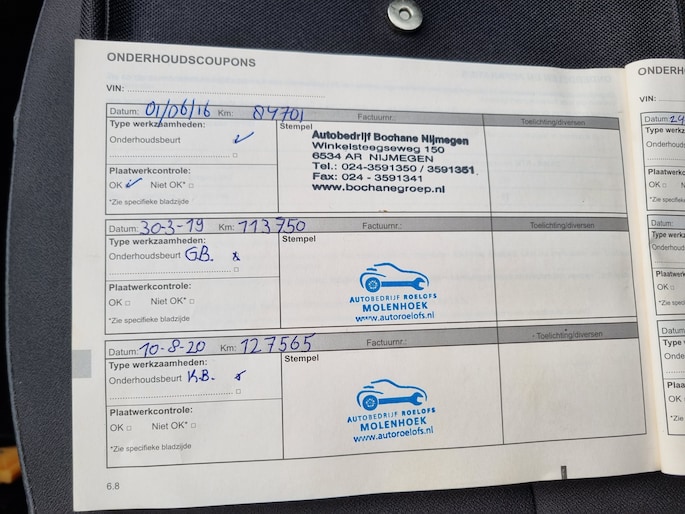 ONDERHOUDSCOUPONS
VIN:
Datum: 01/06/16 Km: 84701 Factuurnr.: Toelichting/diversen
Type werkzaamheden:
Onderhoudsbeurt ✓
Plaatwerkcontrole:
OK ✓ Niet OK* □
*Zie specifieke bladzijde
Stempel
Autobedrijf Bochane Nijmegen
Winkelsteegseweg 150
6534 AR NIJMEGEN
Tel.: 024-3591350 / 3591351
Fax: 024 - 3591341
www.bochanegroep.nl
Datum: 30-3-19 Km: 113750 Factuurnr.: Toelichting/diversen
Type werkzaamheden:
Onderhoudsbeurt GB. x
Plaatwerkcontrole:
OK □ Niet OK* □
*Zie specifieke bladzijde
Stempel
AUTOBEDRIJF ROELOFS
MOLENHOEK
www.autoroelofs.nl
Datum: 10-8-20 Km: 127565 Factuurnr.: Toelichting/diversen
Type werkzaamheden:
Onderhoudsbeurt K.B. x
Plaatwerkcontrole:
OK □ Niet OK* □
*Zie specifieke bladzijde
Stempel
AUTOBEDRIJF ROELOFS
MOLENHOEK
www.autoroelofs.nl
6.8
VIN:
OK □
OK □